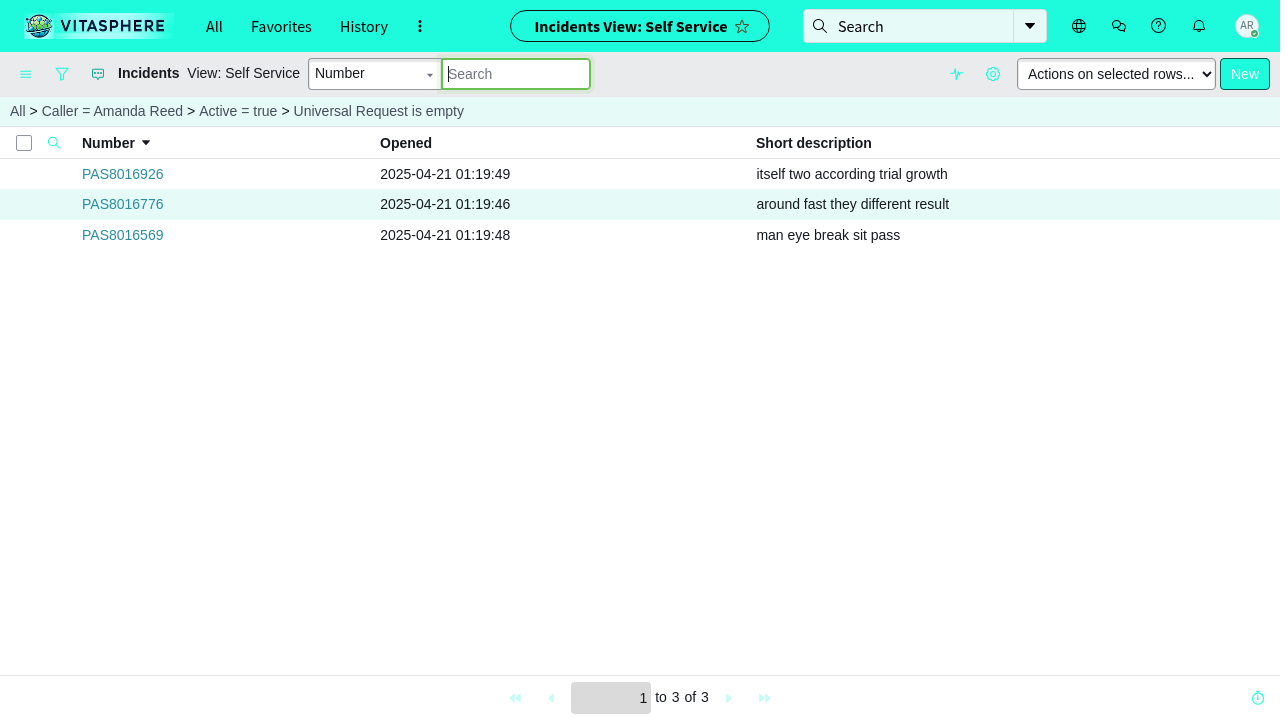 VITASPHERE All Favorites History Incidents View: Self Service Search AR
Incidents View: Self Service Number Search Actions on selected rows... New
All > Caller = Amanda Reed > Active = true > Universal Request is empty
Number Opened Short description
PAS8016926 2025-04-21 01:19:49 itself two according trial growth
PAS8016776 2025-04-21 01:19:46 around fast they different result
PAS8016569 2025-04-21 01:19:48 man eye break sit pass
1 to 3 of 3